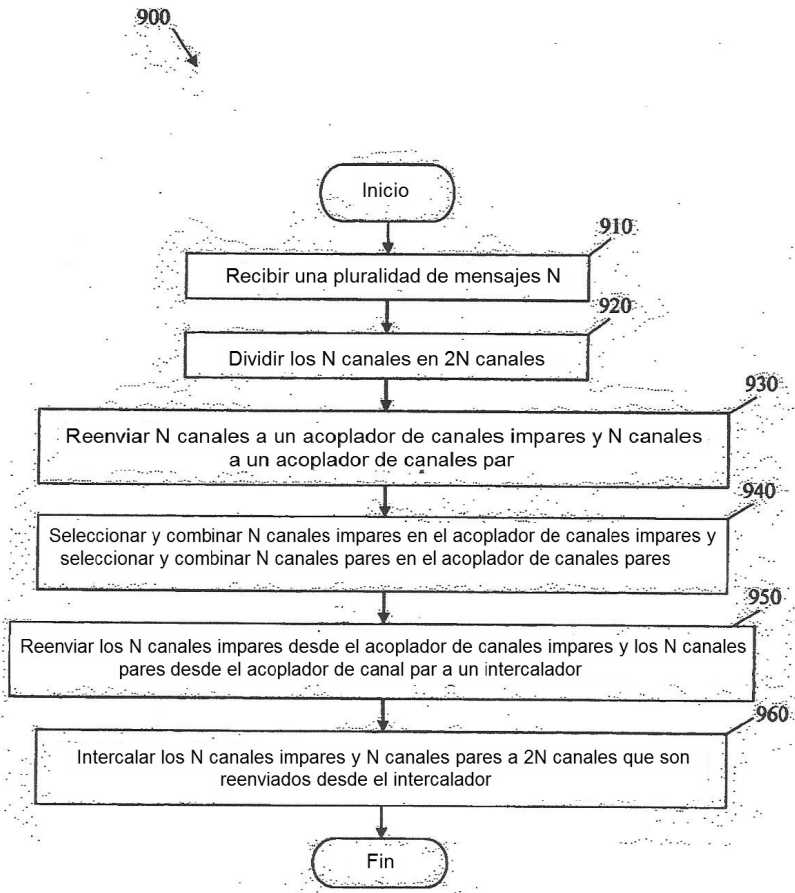 900
Inicio
910
Recibir una pluralidad de mensajes N
920
Dividir los N canales en 2N canales
930
Reenviar N canales a un acoplador de canales impares y N canales
a un acoplador de canales par
940
Seleccionar y combinar N canales impares en el acoplador de canales impares y
seleccionar y combinar N canales pares en el acoplador de canales pares
950
Reenviar los N canales impares desde el acoplador de canales impares y los N canales
pares desde el acoplador de canal par a un intercalador
960
Intercalar los N canales impares y N canales pares a 2N canales que son
reenviados desde el intercalador
Fin